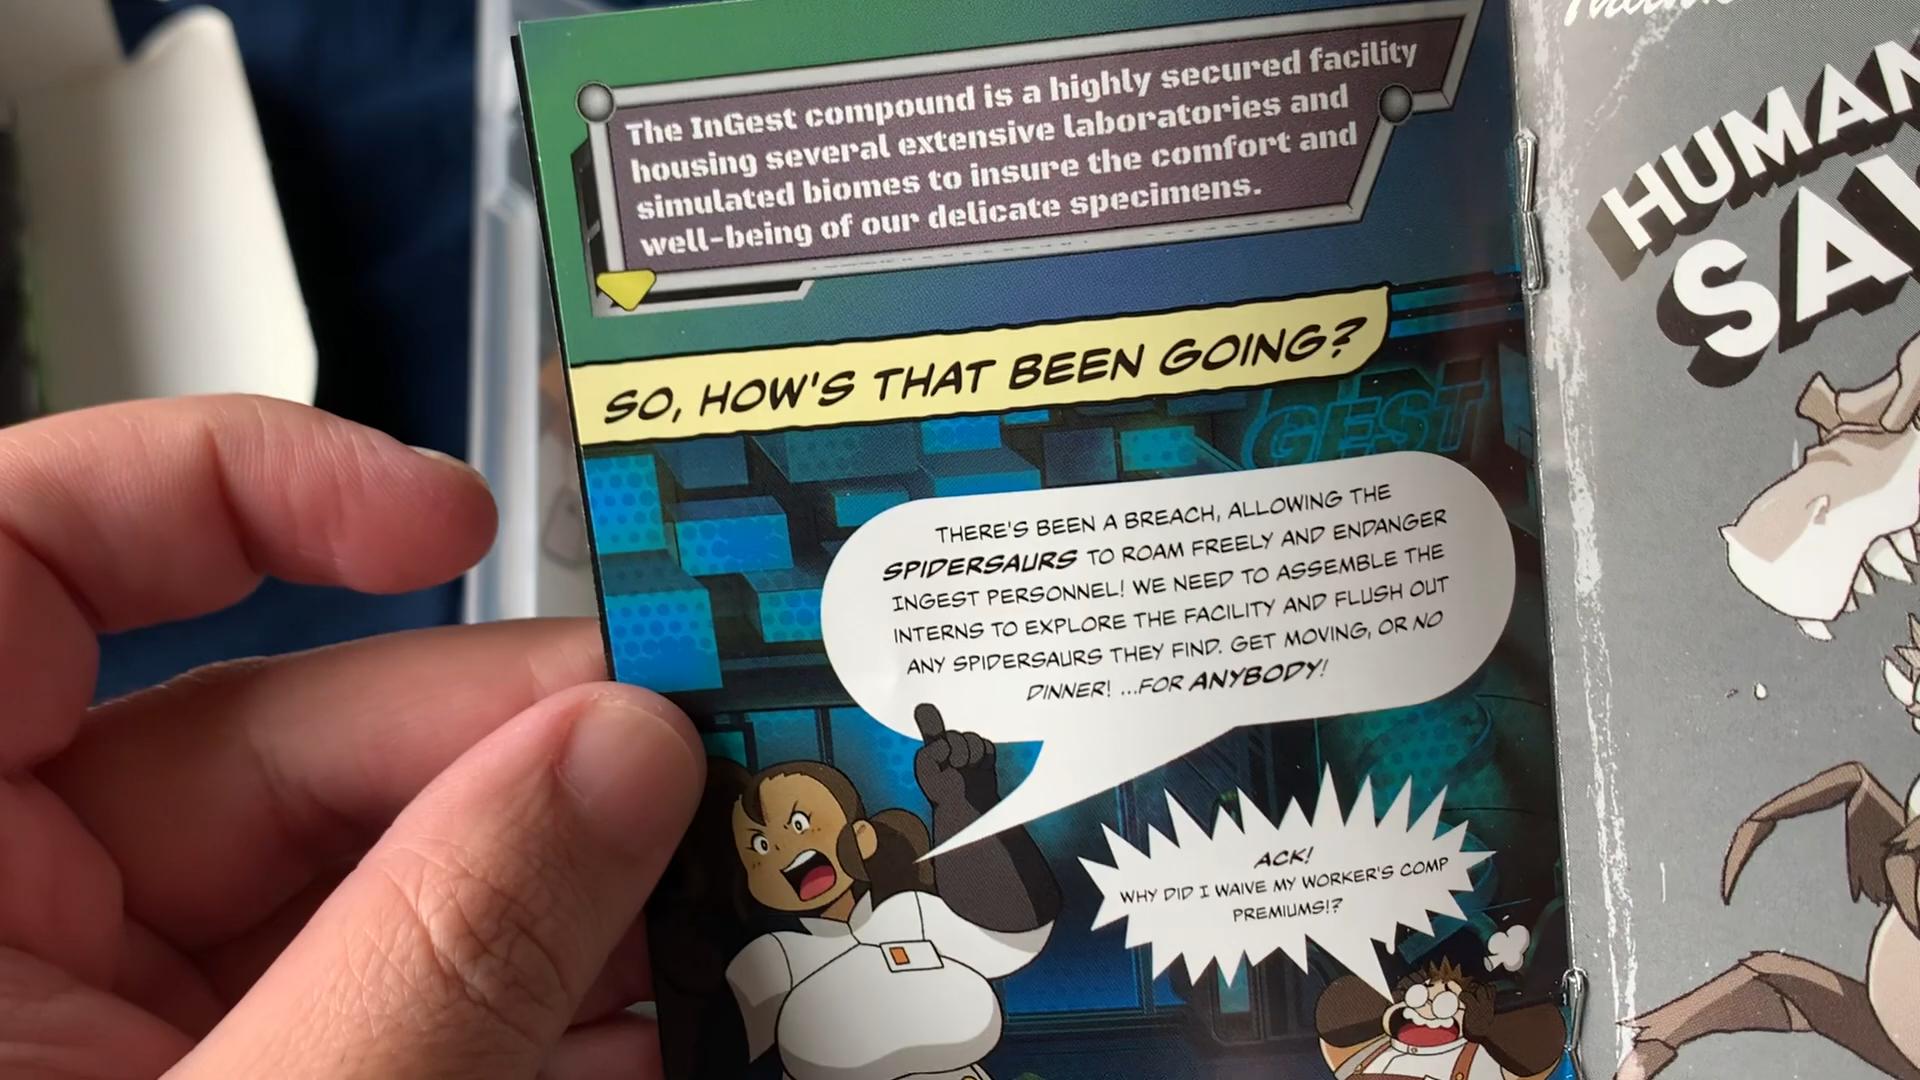 The InGest compound is a highly secured facility
housing several extensive laboratories and
simulated biomes to insure the comfort and
well-being of our delicate specimens.
SO, HOW'S THAT BEEN GOING?
GEST
THERE'S BEEN A BREACH, ALLOWING THE
SPIDERSAURS TO ROAM FREELY AND ENDANGER
INGEST PERSONNEL! WE NEED TO ASSEMBLE THE
INTERNS TO EXPLORE THE FACILITY AND FLUSH OUT
ANY SPIDERSAURS THEY FIND. GET MOVING, OR NO
DINNER! ...FOR ANYBODY!
ACK!
WHY DID I WAIVE MY WORKER'S COMP
PREMIUMS!?
HUMAN